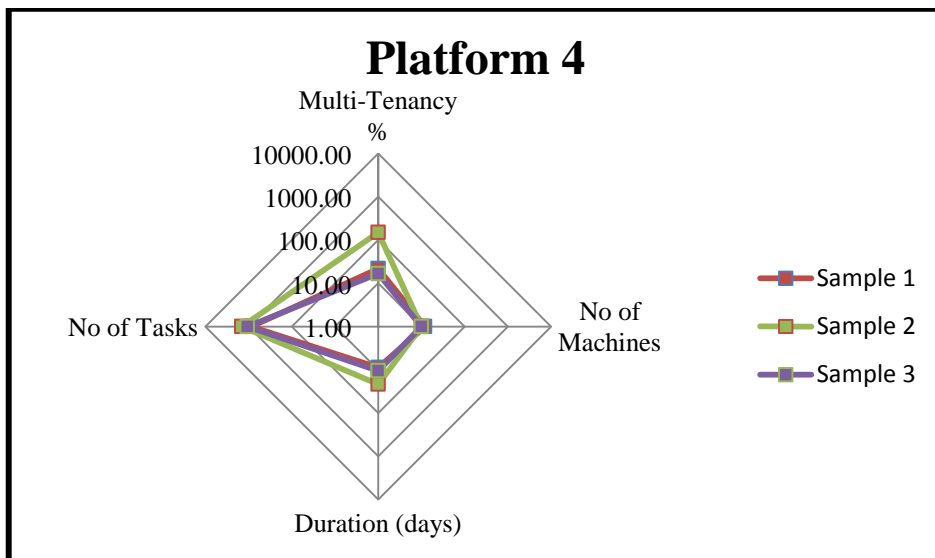 Platform 4
Multi-Tenancy
%
10000.00
1000.00
100.00
10.00
1.00
No of Tasks
No of
Machines
Duration (days)
Sample 1
Sample 2
Sample 3